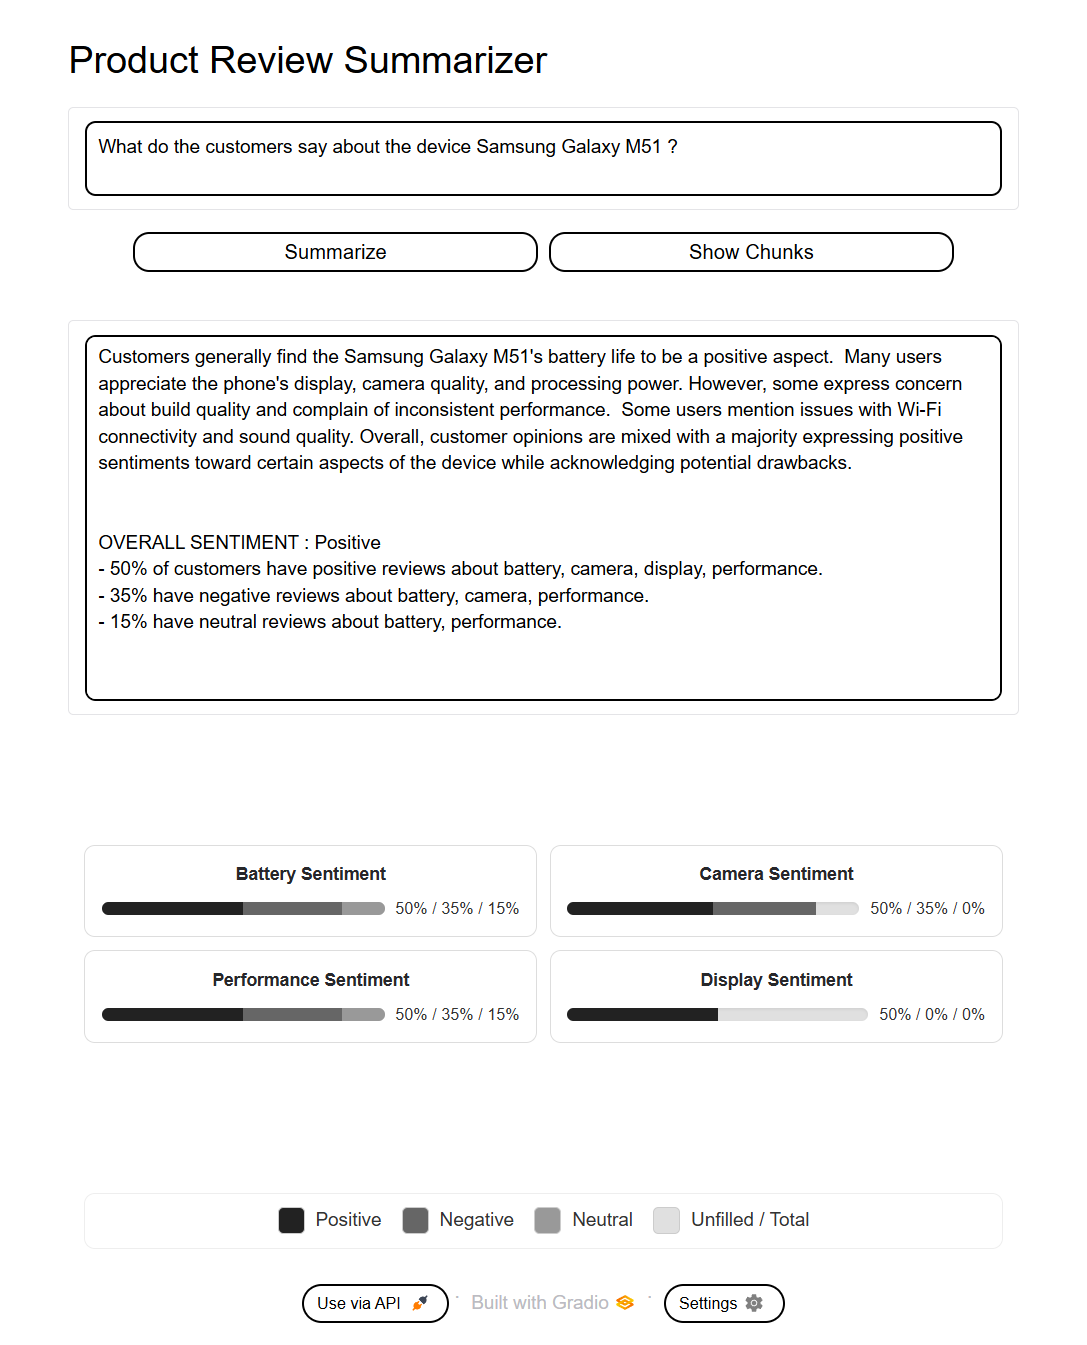 Product Review Summarizer
What do the customers say about the device Samsung Galaxy M51 ?
Summarize
Show Chunks
Customers generally find the Samsung Galaxy M51's battery life to be a positive aspect.  Many users
appreciate the phone's display, camera quality, and processing power. However, some express concern
about build quality and complain of inconsistent performance.  Some users mention issues with Wi-Fi
connectivity and sound quality. Overall, customer opinions are mixed with a majority expressing positive
sentiments toward certain aspects of the device while acknowledging potential drawbacks.
OVERALL SENTIMENT : Positive
- 50% of customers have positive reviews about battery, camera, display, performance.
- 35% have negative reviews about battery, camera, performance.
- 15% have neutral reviews about battery, performance.
Battery Sentiment
50% / 35% / 15%
Camera Sentiment
50% / 35% / 0%
Performance Sentiment
50% / 35% / 15%
Display Sentiment
50% / 0% / 0%
Positive
Negative
Neutral
Unfilled / Total
Use via API
·
Built with Gradio
·
Settings